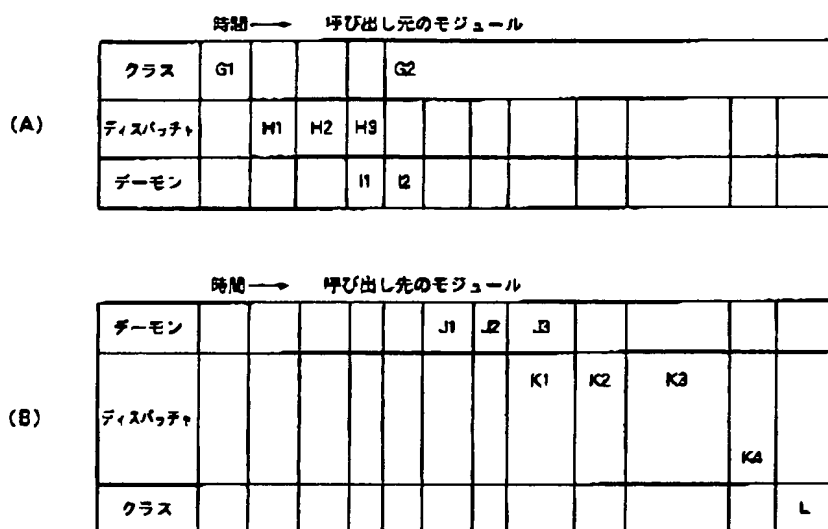 時間→ 呼び出し元のモジュール
(A)
クラス G1 G2
ディスパッチャ H1 H2 H3
デーモン I1 I2
時間→ 呼び出し先のモジュール
(B)
デーモン J1 J2 J3
ディスパッチャ K1 K2 K3 K4
クラス L